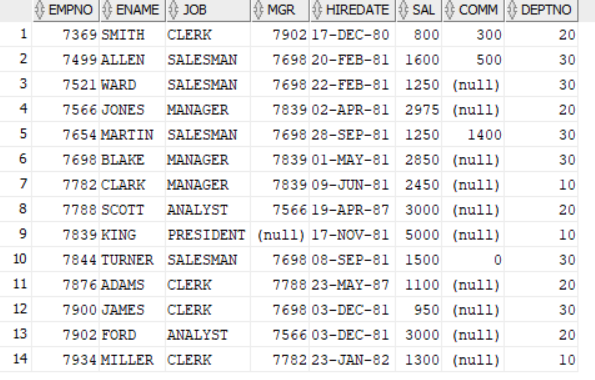 EMPNO ENAME JOB MGR HIREDATE SAL COMM DEPTNO
1 7369 SMITH CLERK 7902 17-DEC-80 800 300 20
2 7499 ALLEN SALESMAN 7698 20-FEB-81 1600 500 30
3 7521 WARD SALESMAN 7698 22-FEB-81 1250 (null) 30
4 7566 JONES MANAGER 7839 02-APR-81 2975 (null) 20
5 7654 MARTIN SALESMAN 7698 28-SEP-81 1250 1400 30
6 7698 BLAKE MANAGER 7839 01-MAY-81 2850 (null) 30
7 7782 CLARK MANAGER 7839 09-JUN-81 2450 (null) 10
8 7788 SCOTT ANALYST 7566 19-APR-87 3000 (null) 20
9 7839 KING PRESIDENT (null) 17-NOV-81 5000 (null) 10
10 7844 TURNER SALESMAN 7698 08-SEP-81 1500 0 30
11 7876 ADAMS CLERK 7788 23-MAY-87 1100 (null) 20
12 7900 JAMES CLERK 7698 03-DEC-81 950 (null) 30
13 7902 FORD ANALYST 7566 03-DEC-81 3000 (null) 20
14 7934 MILLER CLERK 7782 23-JAN-82 1300 (null) 10